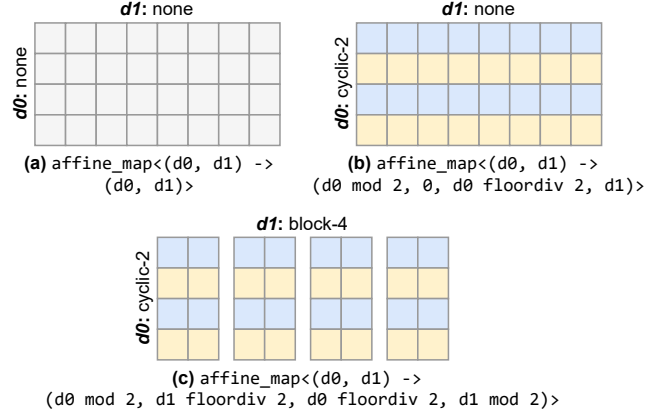 d1: none
d1: none
d0: none
d0: cyclic-2
(a) affine_map<(d0, d1) ->
(d0, d1)>
(b) affine_map<(d0, d1) ->
(d0 mod 2, 0, d0 floordiv 2, d1)>
d1: block-4
d0: cyclic-2
(c) affine_map<(d0, d1) ->
(d0 mod 2, d1 floordiv 2, d0 floordiv 2, d1 mod 2)>